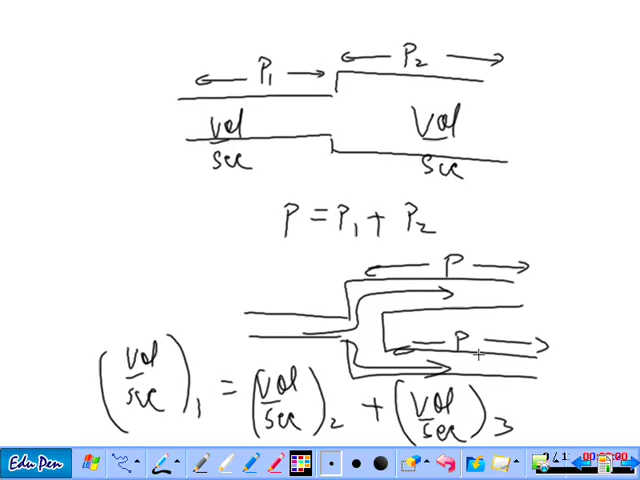 P₁ P₂
Vol/sec Vol/sec
P = P₁ + P₂
P
P
(Vol/sec)₁ = (Vol/sec)₂ + (Vol/sec)₃
Edu Pen